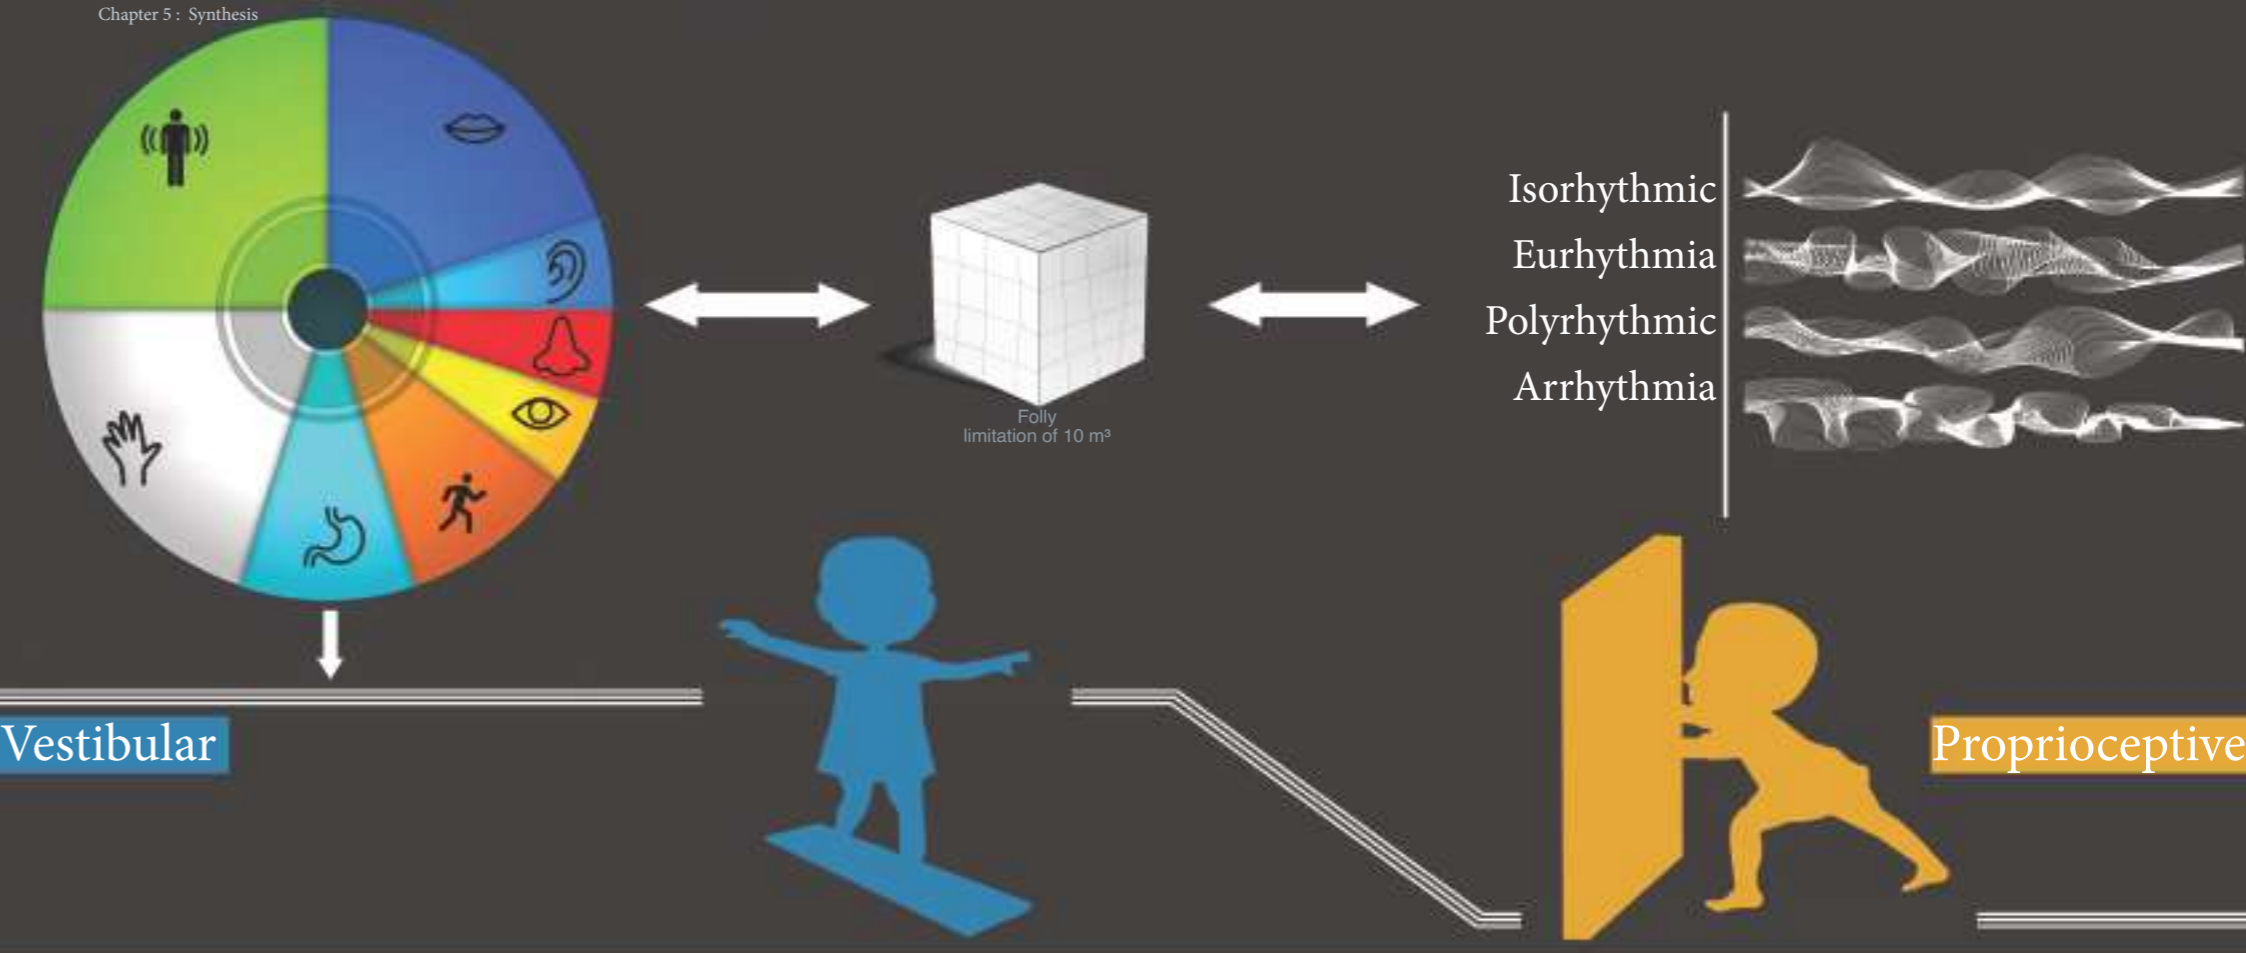 Chapter 5 : Synthesis
Isorhythmic
Eurhythmia
Polyrhythmic
Arrhythmia
Folly
limitation of 10 m³
Vestibular
Proprioceptive